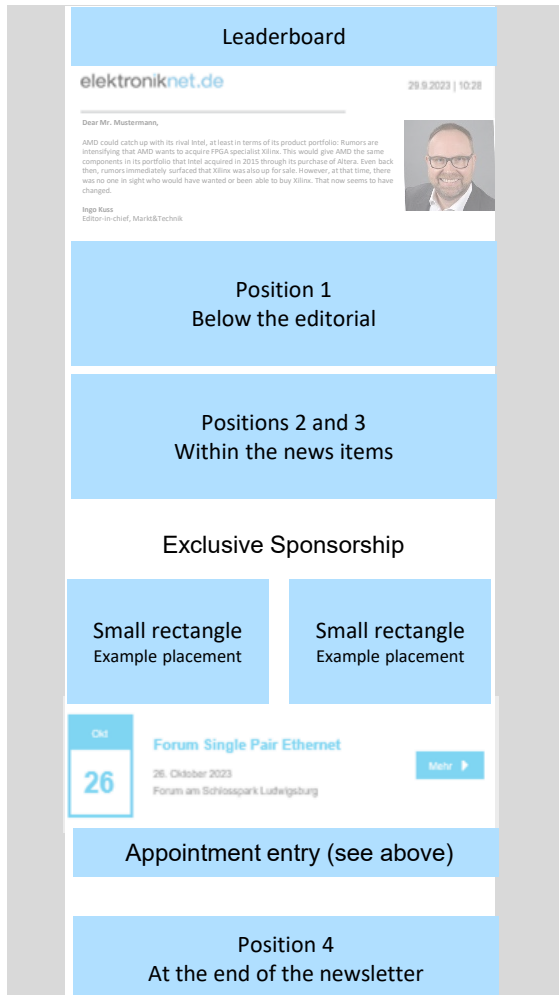 Leaderboard
elektroniknet.de
29.9.2023 | 10:28
Dear Mr. Mustermann,
AMD could catch up with its rival Intel, at least in terms of its product portfolio: Rumors are
intensifying that AMD wants to acquire FPGA specialist Xilinx. This would give AMD the same
components in its portfolio that Intel acquired in 2015 through its purchase of Altera. Even back
then, rumors immediately surfaced that Xilinx was also up for sale. However, at that time, there
was no one in sight who would have wanted or been able to buy Xilinx. That now seems to have
changed.
Ingo Kuss
Editor-in-chief, Markt&Technik
Position 1
Below the editorial
Positions 2 and 3
Within the news items
Exclusive Sponsorship
Small rectangle
Example placement
Small rectangle
Example placement
Okt
26
Forum Single Pair Ethernet
26. Oktober 2023
Forum am Schlosspark Ludwigsburg
Mehr
Appointment entry (see above)
Position 4
At the end of the newsletter